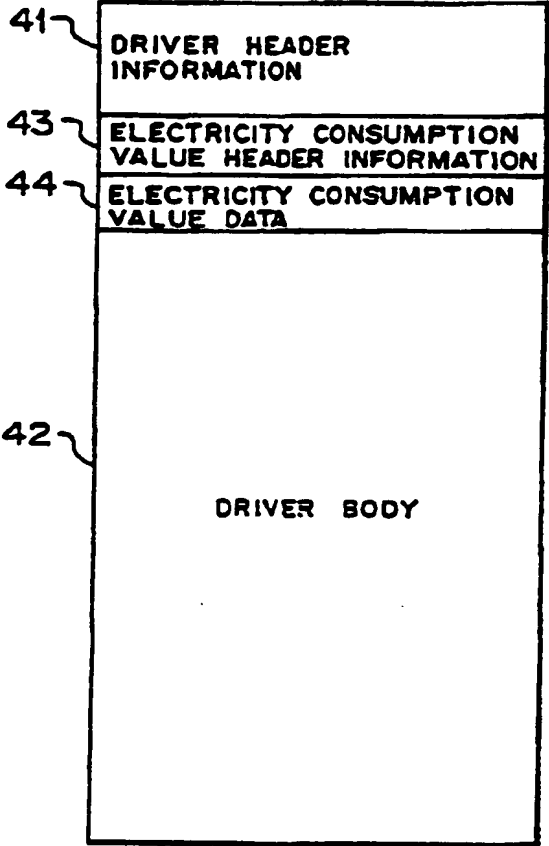 41
DRIVER HEADER
INFORMATION
43
ELECTRICITY CONSUMPTION
VALUE HEADER INFORMATION
44
ELECTRICITY CONSUMPTION
VALUE DATA
42
DRIVER BODY